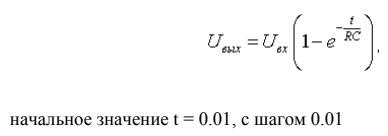 U_вых = U_вх (1 − e^(−t/RC)).
начальное значение t = 0.01, с шагом 0.01